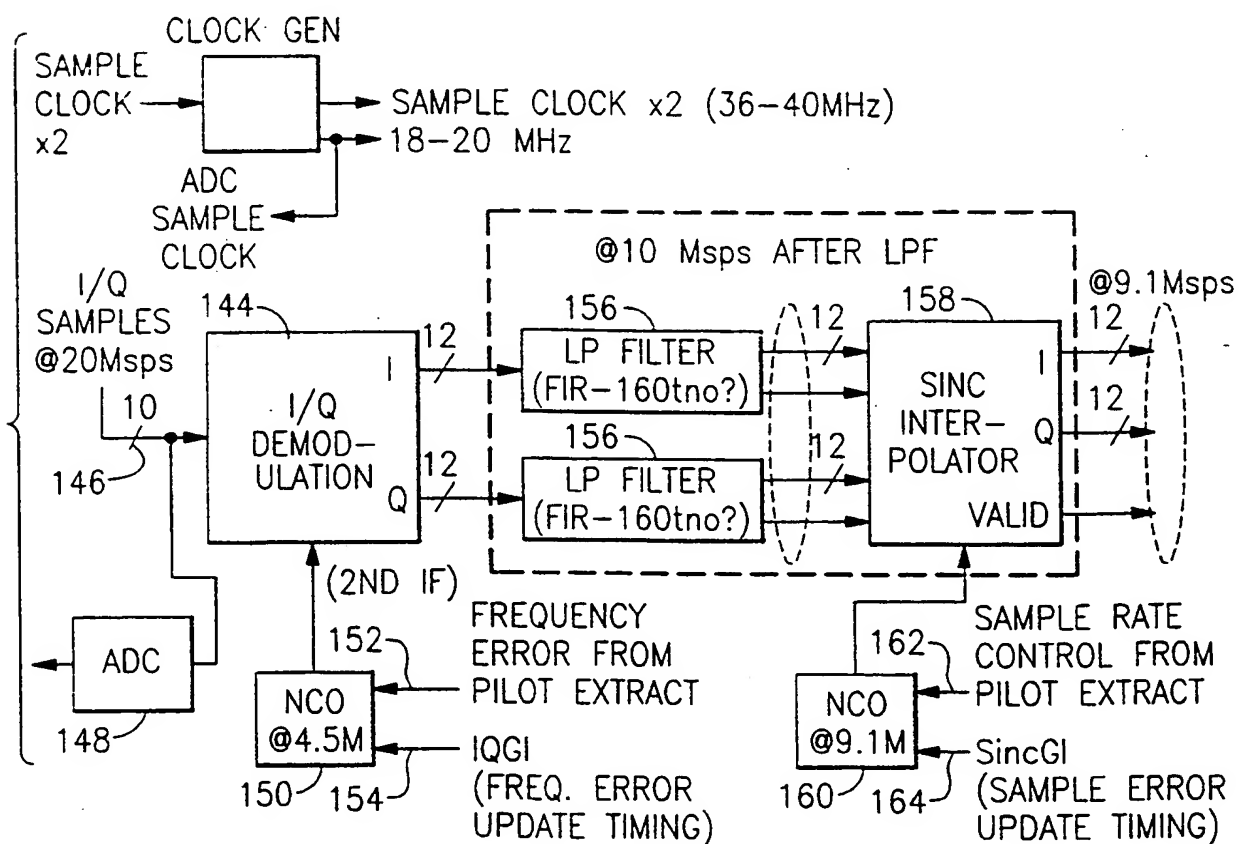 CLOCK GEN
SAMPLE
CLOCK
x2
SAMPLE CLOCK x2 (36-40MHz)
18-20 MHz
ADC
SAMPLE
CLOCK
@10 Msps AFTER LPF
@9.1Msps
I/Q
SAMPLES
@20Msps
10
146
144
I/Q
DEMOD-
ULATION
I
Q
12
12
156
LP FILTER
(FIR-160tno?)
156
LP FILTER
(FIR-160tno?)
12
12
158
SINC
INTER-
POLATOR
I
Q
VALID
12
12
(2ND IF)
ADC
148
NCO
@4.5M
150
152
FREQUENCY
ERROR FROM
PILOT EXTRACT
154
IQGI
(FREQ. ERROR
UPDATE TIMING)
NCO
@9.1M
160
162
SAMPLE RATE
CONTROL FROM
PILOT EXTRACT
164
SincGI
(SAMPLE ERROR
UPDATE TIMING)